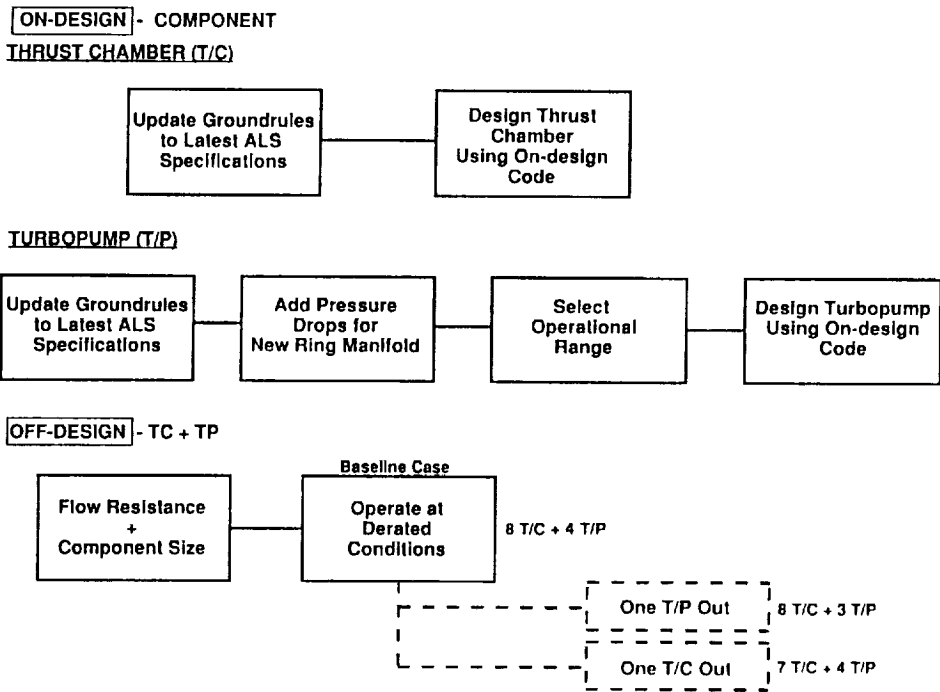 ON-DESIGN - COMPONENT
THRUST CHAMBER (T/C)
Update Groundrules
to Latest ALS
Specifications
Design Thrust
Chamber
Using On-design
Code
TURBOPUMP (T/P)
Update Groundrules
to Latest ALS
Specifications
Add Pressure
Drops for
New Ring Manifold
Select
Operational
Range
Design Turbopump
Using On-design
Code
OFF-DESIGN - TC + TP
Flow Resistance
+
Component Size
Baseline Case
Operate at
Derated
Conditions
8 T/C + 4 T/P
One T/P Out
8 T/C + 3 T/P
One T/C Out
7 T/C + 4 T/P